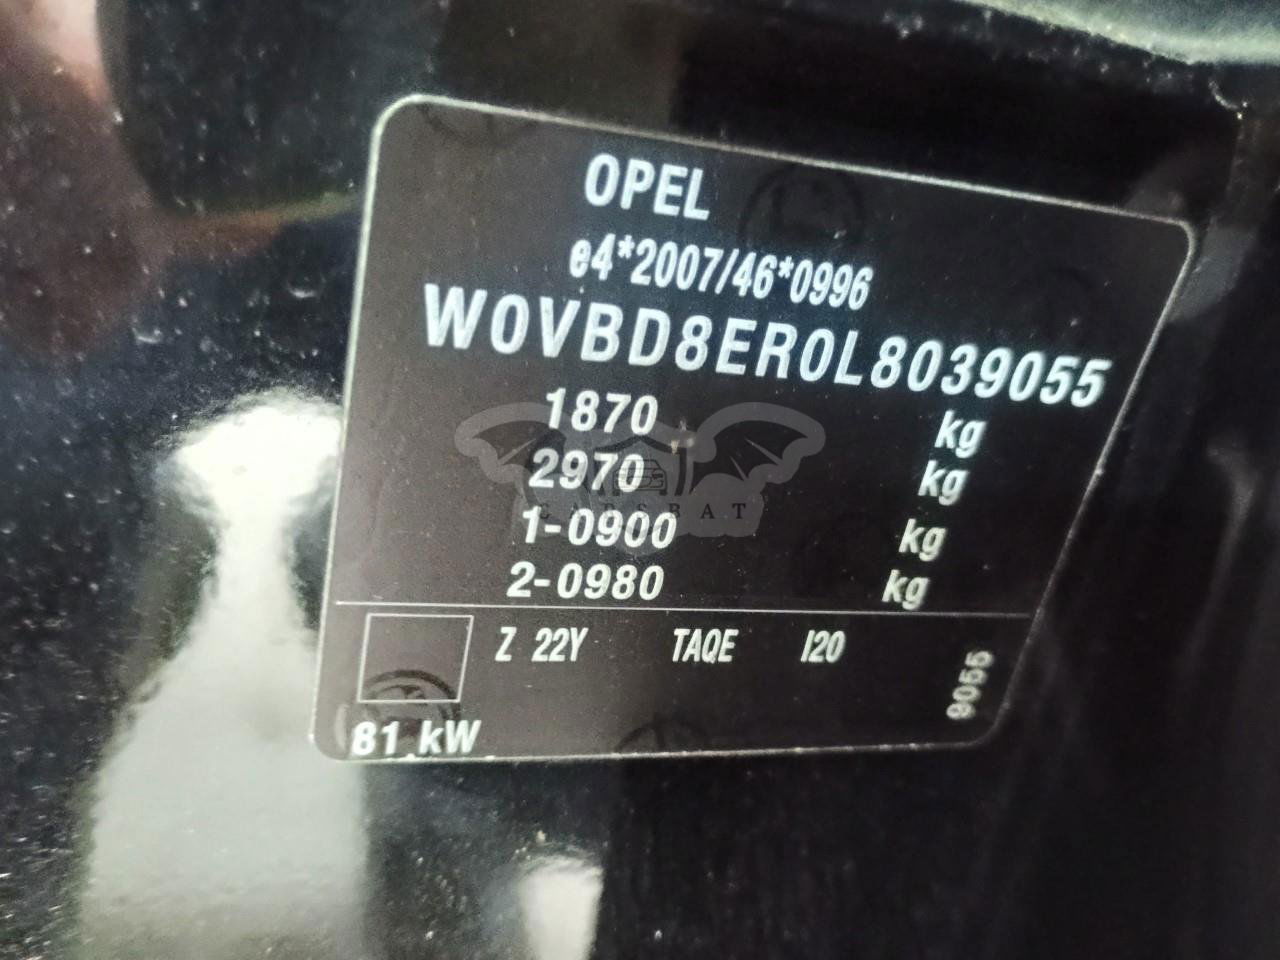 OPEL
e4*2007/46*0996
W0VBD8ER0L8039055
1870 kg
2970 kg
CARSBAT
1-0900 kg
2-0980 kg
Z 22Y TAQE I20
9055
81 kW